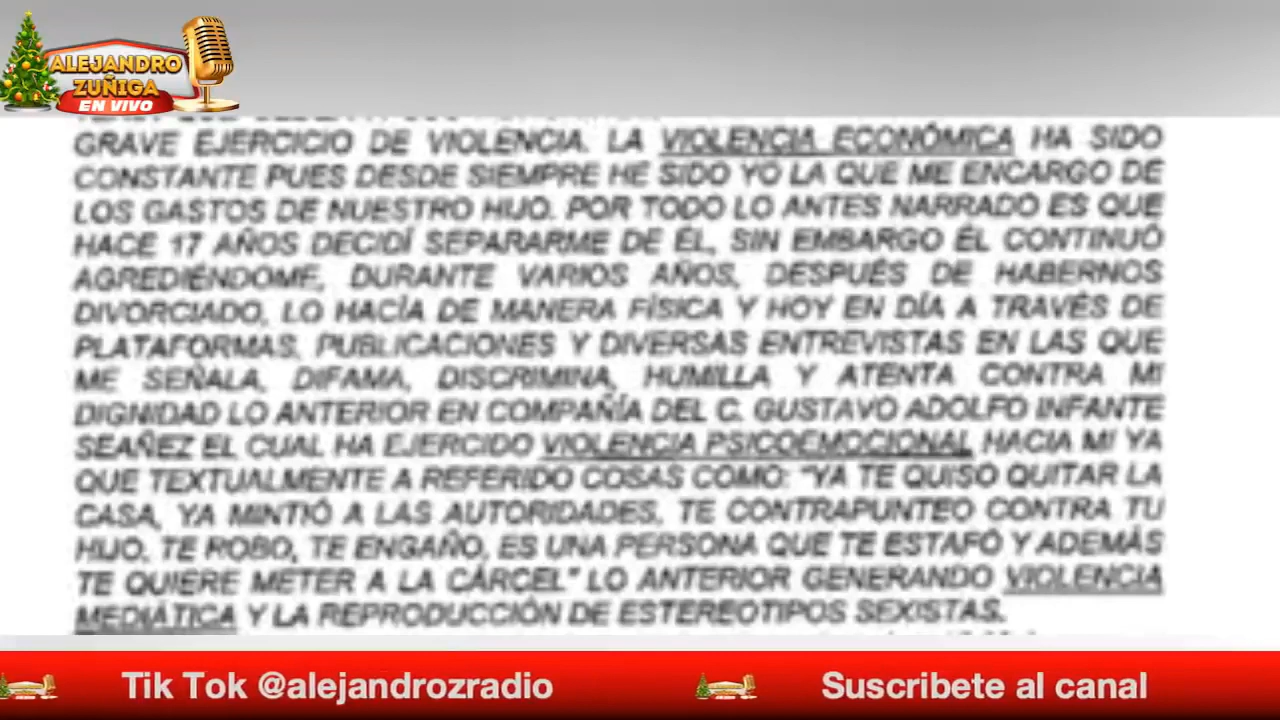 ALEJANDRO
ZUÑIGA
EN VIVO
GRAVE EJERCICIO DE VIOLENCIA. LA VIOLENCIA ECONÓMICA HA SIDO
CONSTANTE PUES DESDE SIEMPRE HE SIDO YO LA QUE ME ENCARGO DE
LOS GASTOS DE NUESTRO HIJO. POR TODO LO ANTES NARRADO ES QUE
HACE 17 AÑOS DECIDÍ SEPARARME DE ÉL, SIN EMBARGO ÉL CONTINUÓ
AGREDIÉNDOME, DURANTE VARIOS AÑOS, DESPUÉS DE HABERNOS
DIVORCIADO, LO HACÍA DE MANERA FÍSICA Y HOY EN DÍA A TRAVÉS DE
PLATAFORMAS, PUBLICACIONES Y DIVERSAS ENTREVISTAS EN LAS QUE
ME SEÑALA, DIFAMA, DISCRIMINA, HUMILLA Y ATENTA CONTRA MI
DIGNIDAD LO ANTERIOR EN COMPAÑÍA DEL C. GUSTAVO ADOLFO INFANTE
SEAÑEZ EL CUAL HA EJERCIDO VIOLENCIA PSICOEMOCIONAL HACIA MI YA
QUE TEXTUALMENTE A REFERIDO COSAS COMO: "YA TE QUISO QUITAR LA
CASA, YA MINTIÓ A LAS AUTORIDADES, TE CONTRAPUNTEO CONTRA TU
HIJO, TE ROBO, TE ENGAÑO, ES UNA PERSONA QUE TE ESTAFÓ Y ADEMÁS
TE QUIERE METER A LA CÁRCEL" LO ANTERIOR GENERANDO VIOLENCIA
MEDIÁTICA Y LA REPRODUCCIÓN DE ESTEREOTIPOS SEXISTAS.
Tik Tok @alejandrozradio
Suscribete al canal